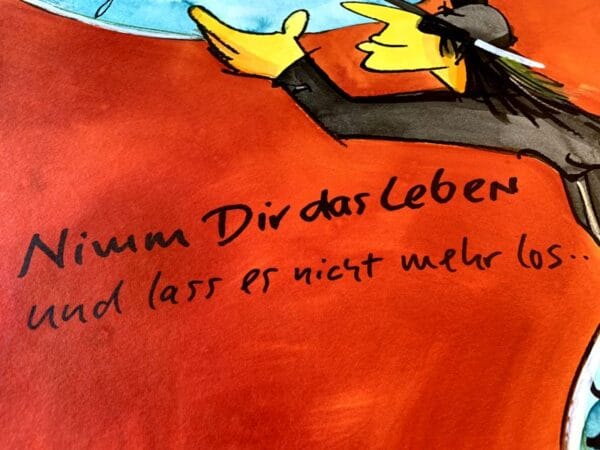 Nimm Dir das Leben
und lass es nicht mehr los..